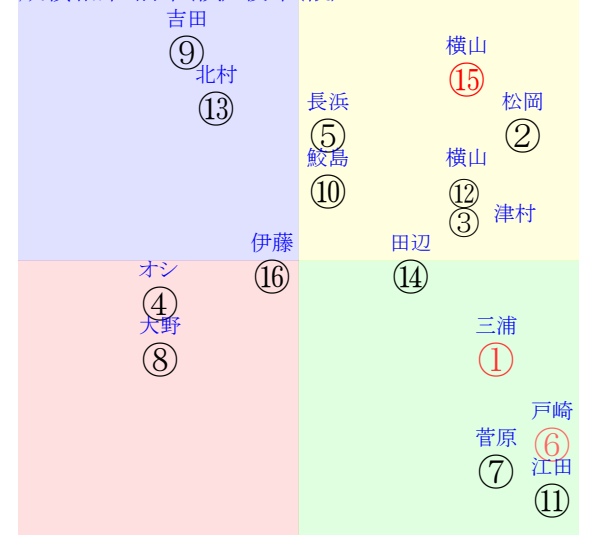 吉田
⑨
横山
⑮
北村
⑬
長浜
⑤
松岡
②
鮫島
⑩
横山
⑫
③
津村
伊藤
⑯
田辺
⑭
オシ
④
大野
⑧
三浦
①
戸崎
⑥
菅原
⑦
江田
⑪